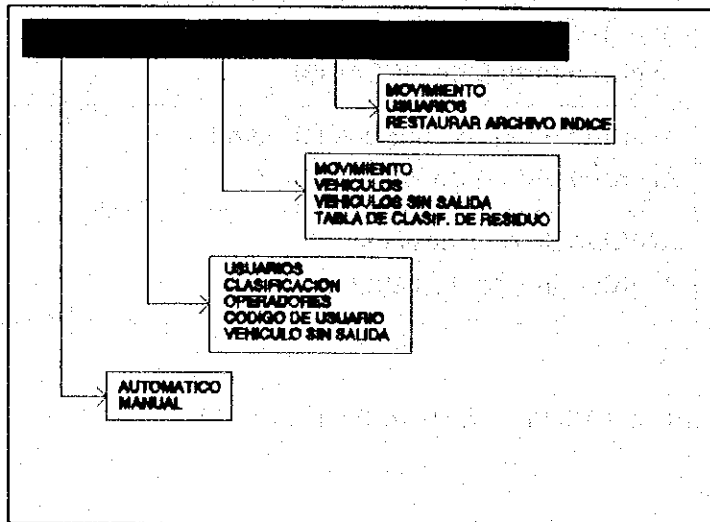 MOVIMIENTO
USUARIOS
RESTAURAR ARCHIVO INDICE
MOVIMIENTO
VEHICULOS
VEHICULOS SIN SALIDA
TABLA DE CLASIF. DE RESIDUO
USUARIOS
CLASIFICACION
OPERADORES
CODIGO DE USUARIO
VEHICULO SIN SALIDA
AUTOMATICO
MANUAL